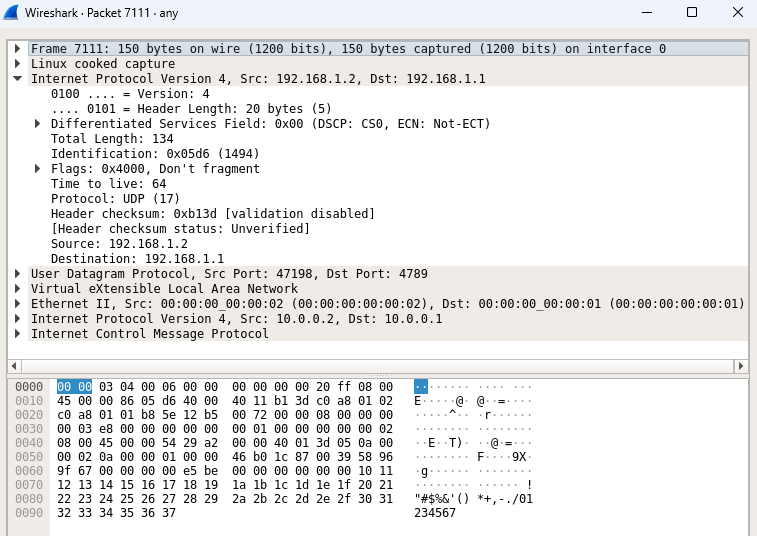 Wireshark · Packet 7111 · any
Frame 7111: 150 bytes on wire (1200 bits), 150 bytes captured (1200 bits) on interface 0
Linux cooked capture
Internet Protocol Version 4, Src: 192.168.1.2, Dst: 192.168.1.1
0100 .... = Version: 4
.... 0101 = Header Length: 20 bytes (5)
Differentiated Services Field: 0x00 (DSCP: CS0, ECN: Not-ECT)
Total Length: 134
Identification: 0x05d6 (1494)
Flags: 0x4000, Don't fragment
Time to live: 64
Protocol: UDP (17)
Header checksum: 0xb13d [validation disabled]
[Header checksum status: Unverified]
Source: 192.168.1.2
Destination: 192.168.1.1
User Datagram Protocol, Src Port: 47198, Dst Port: 4789
Virtual eXtensible Local Area Network
Ethernet II, Src: 00:00:00_00:00:02 (00:00:00:00:00:02), Dst: 00:00:00_00:00:01 (00:00:00:00:00:01)
Internet Protocol Version 4, Src: 10.0.0.2, Dst: 10.0.0.1
Internet Control Message Protocol
0000 00 00 03 04 00 06 00 00 00 00 00 00 20 ff 08 00 ········ ···· ···
0010 45 00 00 86 05 d6 40 00 40 11 b1 3d c0 a8 01 02 E·····@· @··=····
0020 c0 a8 01 01 b8 5e 12 b5 00 72 00 00 08 00 00 00 ·····^·· ·r······
0030 00 03 e8 00 00 00 00 00 00 01 00 00 00 00 00 02 ········ ········
0040 08 00 45 00 00 54 29 a2 00 00 40 01 3d 05 0a 00 ··E··T)· ··@·=···
0050 00 02 0a 00 00 01 00 00 46 b0 1c 87 00 39 58 96 ········ F····9X·
0060 9f 67 00 00 00 00 e5 be 00 00 00 00 00 00 10 11 ·g······ ········
0070 12 13 14 15 16 17 18 19 1a 1b 1c 1d 1e 1f 20 21 ········ ······ !
0080 22 23 24 25 26 27 28 29 2a 2b 2c 2d 2e 2f 30 31 "#$%&'() *+,-./01
0090 32 33 34 35 36 37 234567